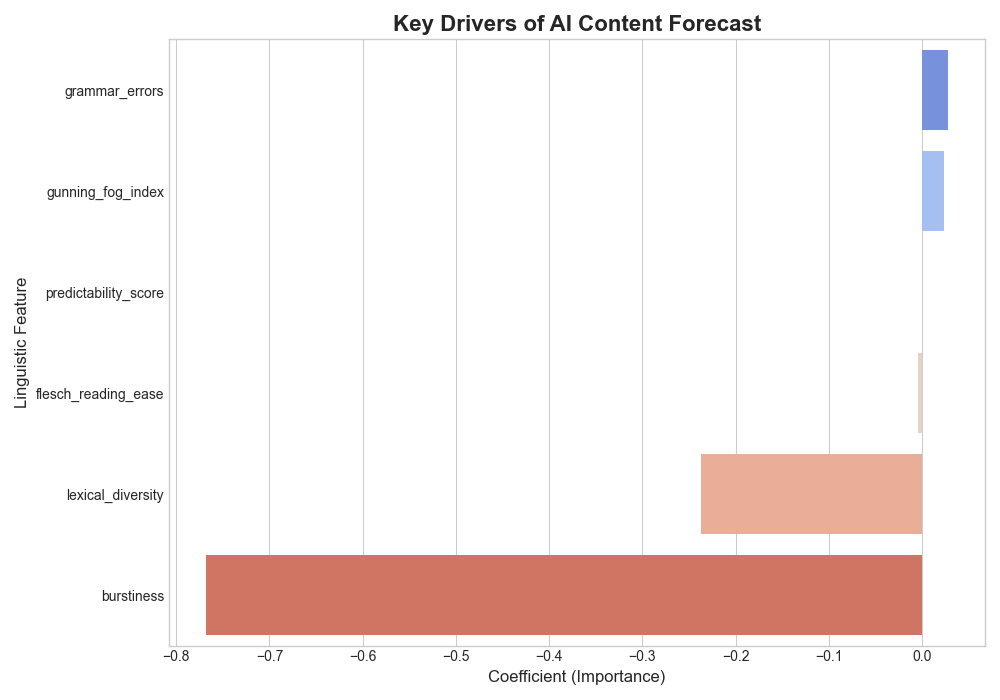 Key Drivers of AI Content Forecast
Linguistic Feature
grammar_errors
gunning_fog_index
predictability_score
flesch_reading_ease
lexical_diversity
burstiness
−0.8 −0.7 −0.6 −0.5 −0.4 −0.3 −0.2 −0.1 0.0
Coefficient (Importance)